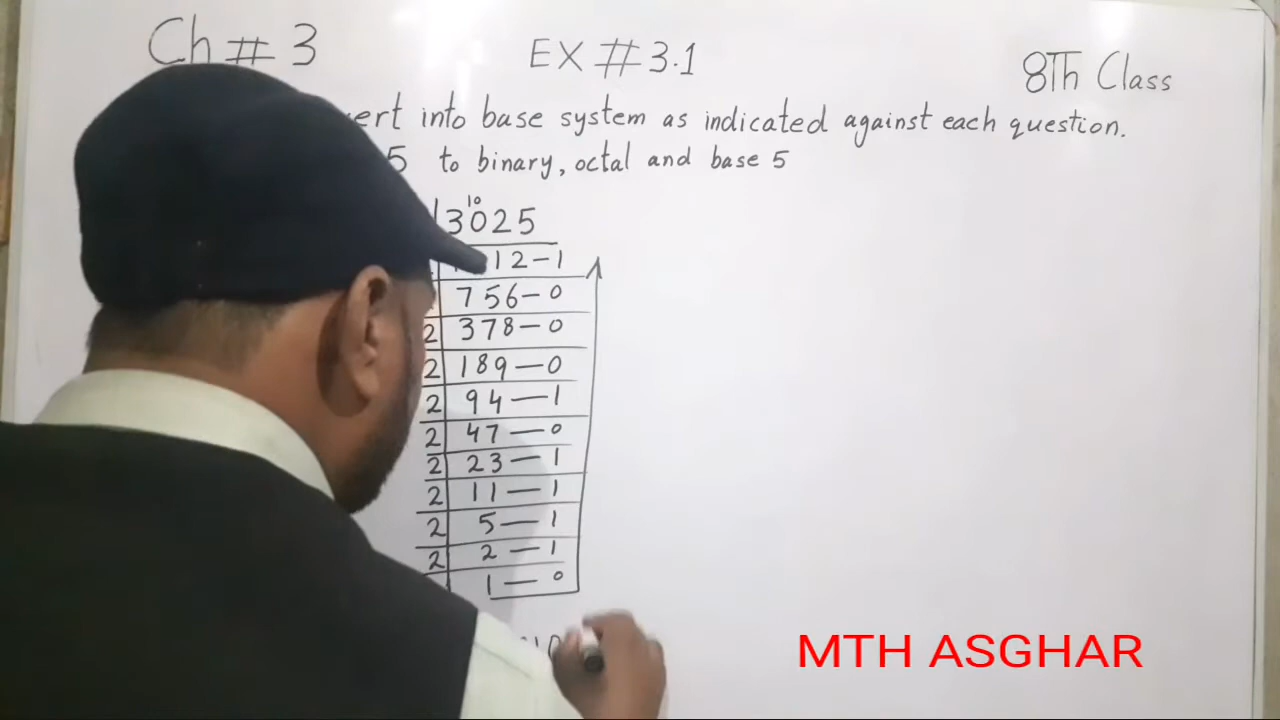 Ch # 3
EX # 3.1
8Th Class
into base system as indicated against each question.
5 to binary, octal and base 5
10
3025
12-1
756-0
2 378-0
2 189-0
2 94-1
2 47-0
2 23-1
2 11-1
2 5-1
2 2-1
1-0
MTH ASGHAR